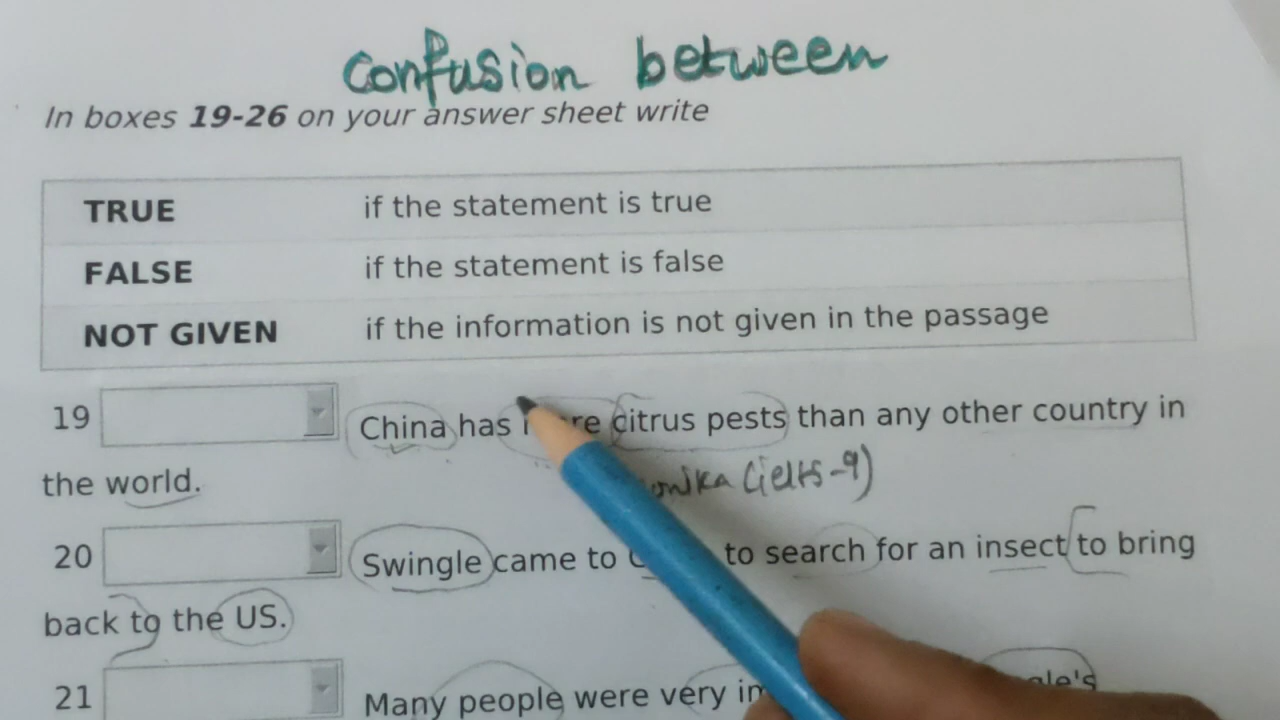 Confusion between
In boxes 19-26 on your answer sheet write
TRUE if the statement is true
FALSE if the statement is false
NOT GIVEN if the information is not given in the passage
19 China has citrus pests than any other country in
the world.
(ielts-9)
20 Swingle came to to search for an insect to bring
back to the US.
21 Many people were very